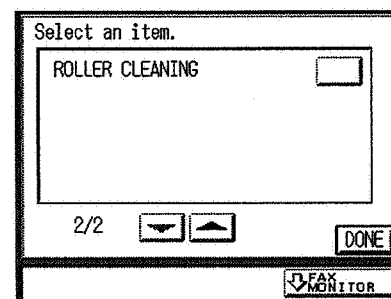 Select an item.
ROLLER CLEANING
2/2
DONE
FAX
MONITOR